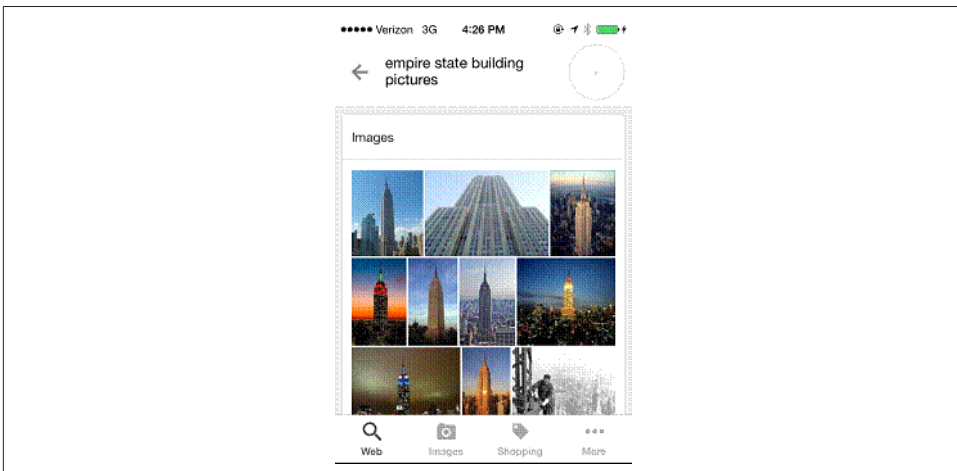 Verizon 3G 4:26 PM
empire state building
pictures
Images
Web Images Shopping More